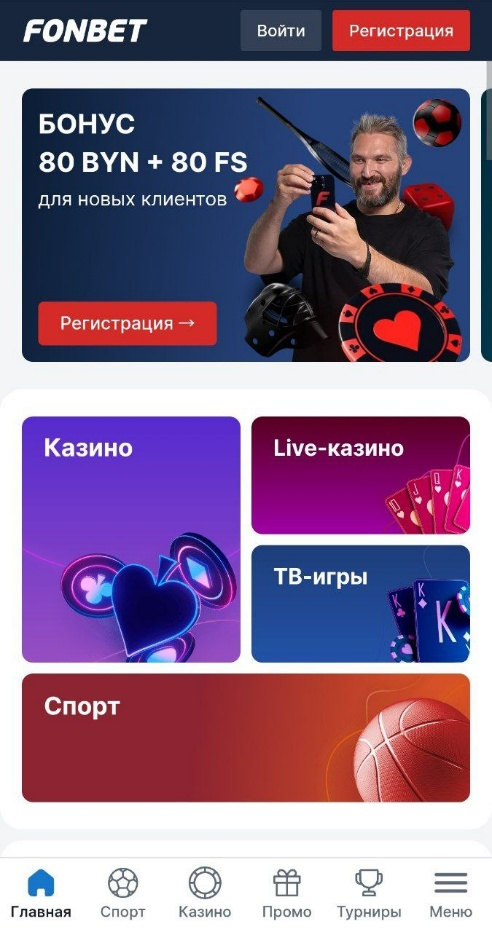 FONBET
Войти
Регистрация
БОНУС
80 BYN + 80 FS
для новых клиентов
Регистрация →
Казино
Live-казино
ТВ-игры
Спорт
Главная
Спорт
Казино
Промо
Турниры
Меню